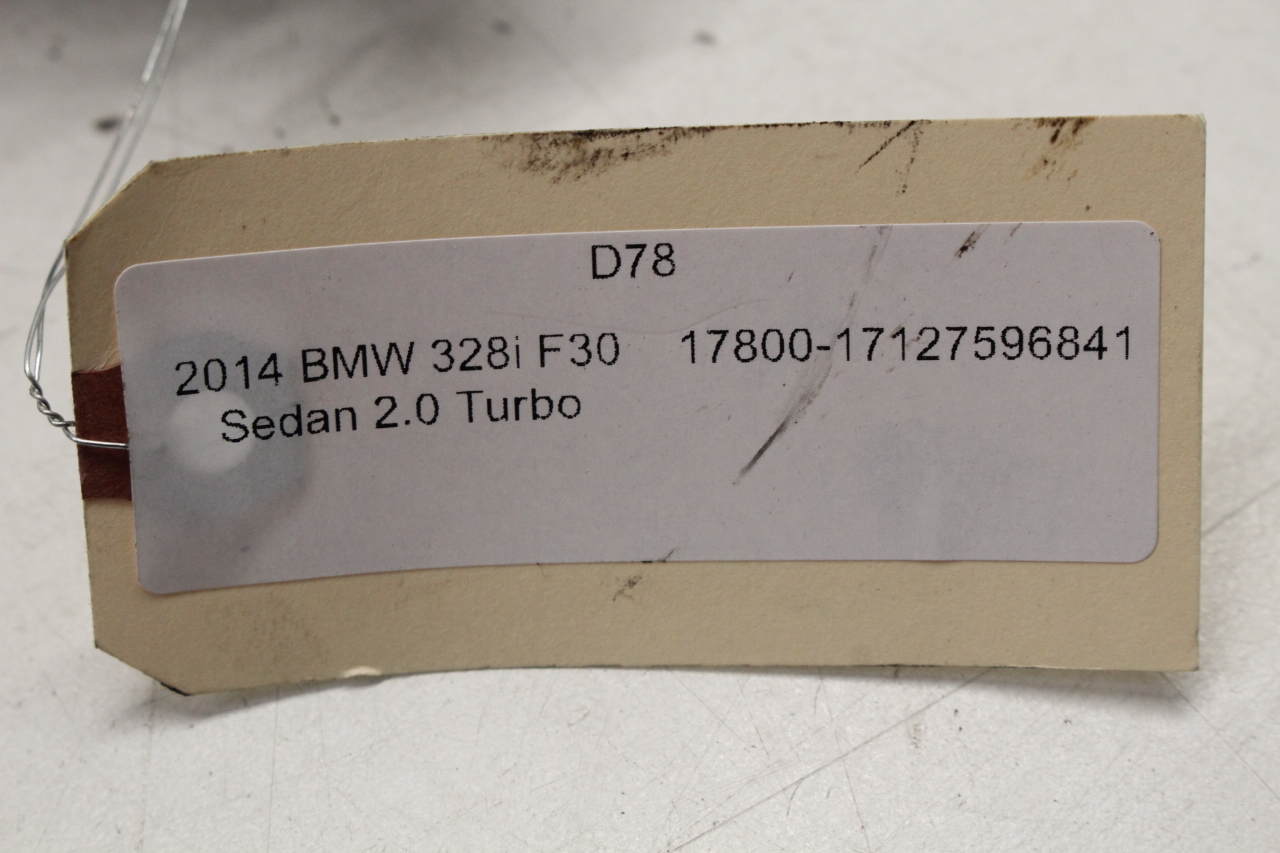 D78
2014 BMW 328i F30 17800-17127596841
Sedan 2.0 Turbo